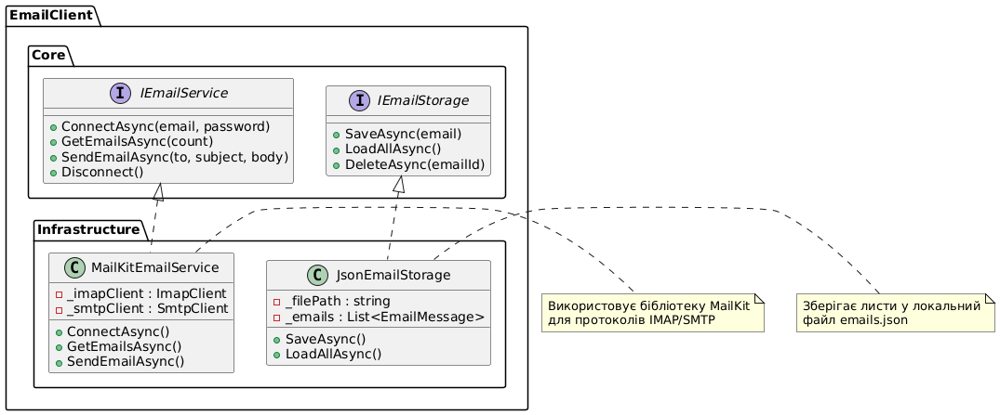 EmailClient
Core
I IEmailService
ConnectAsync(email, password)
GetEmailsAsync(count)
SendEmailAsync(to, subject, body)
Disconnect()
I IEmailStorage
SaveAsync(email)
LoadAllAsync()
DeleteAsync(emailId)
Infrastructure
C MailKitEmailService
_imapClient : ImapClient
_smtpClient : SmtpClient
ConnectAsync()
GetEmailsAsync()
SendEmailAsync()
C JsonEmailStorage
_filePath : string
_emails : List<EmailMessage>
SaveAsync()
LoadAllAsync()
Використовує бібліотеку MailKit
для протоколів IMAP/SMTP
Зберігає листи у локальний
файл emails.json